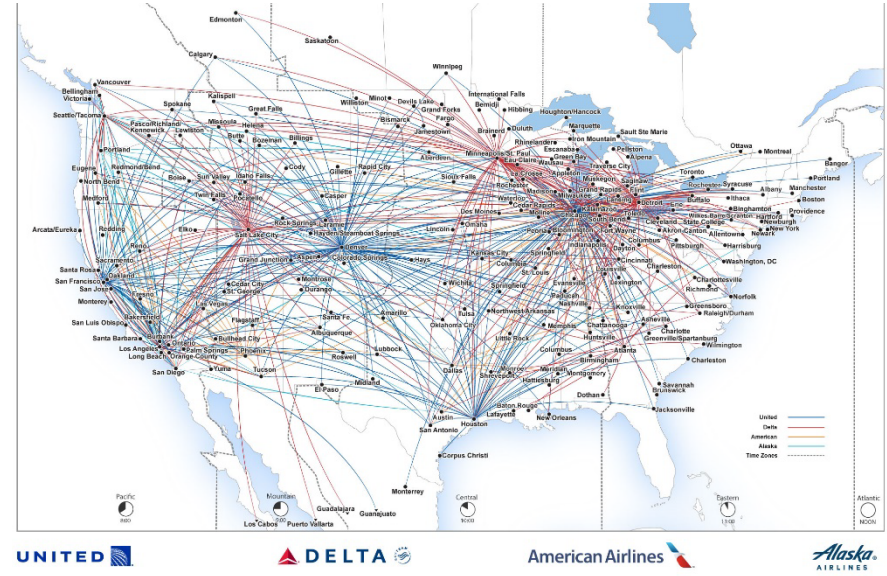 Edmonton
Saskatoon
Calgary
Winnipeg
Vancouver
Bellingham
Victoria
Seattle/Tacoma
Spokane
Kalispell
Pasco/Richland/
Kennewick
Lewiston
Missoula
Great Falls
Helena
Butte
Bozeman
Billings
Williston
Minot
Devils Lake
Grand Forks
Fargo
Bismarck
Jamestown
International Falls
Bemidji
Hibbing
Brainerd
Duluth
Houghton/Hancock
Marquette
Iron Mountain
Sault Ste Maris
Rhinelander
Escanaba
Pellston
Alpena
Minneapolis St. Paul
Eau Claire
Wausau
Green Bay
Traverse City
Ottawa
Montreal
Bangor
Portland
Aberdeen
Appleton
La Crosse
Muskegon
Saginaw
Toronto
Portland
Eugene
Redmond/Bend
North Bend
Medford
Boise
Sun Valley
Idaho Falls
Twin Falls
Pocatello
Cody
Gillette
Rapid City
Casper
Sioux Falls
Rochester
Madison
Milwaukee
Grand Rapids
Flint
Lansing
Detroit
Rochester
Syracuse
Albany
Manchester
Buffalo
Ithaca
Boston
Binghamton
Providence
Waterloo
Cedar Rapids
Des Moines
Moline
Chicago
Kalamazoo
South Bend
Toledo
Erie
Cleveland
State College
Wilkes-Barre/Scranton
Hartford
Newburgh
New York
Newark
Allentown
Arcata/Eureka
Redding
Elko
Rock Springs
Laramie
Salt Lake City
Hayden/Steamboat Springs
Denver
Lincoln
Omaha
Peoria
Bloomington
Fort Wayne
Akron-Canton
Indianapolis
Columbus
Dayton
Pittsburgh
Harrisburg
Reno
Sacramento
Santa Rosa
Oakland
San Francisco
San Jose
Monterey
Fresno
Grand Junction
Aspen
Colorado Springs
Hays
Kansas City
Columbia
Springfield
St. Louis
Cincinnati
Louisville
Lexington
Charleston
Washington, DC
Charlottesville
Richmond
Norfolk
Cedar City
St. George
Montrose
Durango
Wichita
Springfield
Evansville
Paducah
Nashville
Knoxville
Greensboro
Raleigh/Durham
Asheville
Las Vegas
Bakersfield
San Luis Obispo
Santa Barbara
Burbank
Ontario
Los Angeles
Long Beach
Orange County
Palm Springs
San Diego
Flagstaff
Bullhead City
Phoenix
Yuma
Tucson
Santa Fe
Albuquerque
Amarillo
Lubbock
Roswell
Midland
El Paso
Tulsa
Oklahoma City
Northwest Arkansas
Little Rock
Memphis
Chattanooga
Huntsville
Charlotte
Greenville/Spartanburg
Wilmington
Columbus
Atlanta
Birmingham
Charleston
Dallas
Monroe
Shreveport
Meridian
Montgomery
Hattiesburg
Dothan
Savannah
Brunswick
Jacksonville
Baton Rouge
Lafayette
New Orleans
Austin
Houston
San Antonio
Corpus Christi
Monterrey
Guadalajara
Guanajuato
Los Cabos
Puerto Vallarta
United
Delta
American
Alaska
Time Zones
Pacific
8:00
Mountain
Central
10:00
Eastern
11:00
Atlantic
NOON
UNITED
DELTA
American Airlines
Alaska
AIRLINES